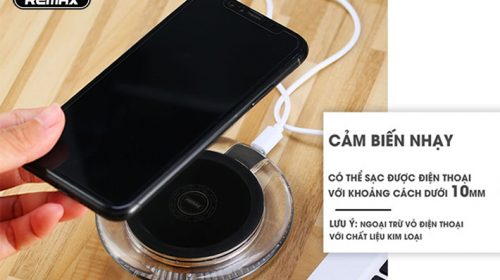 REMAX
CẢM BIẾN NHẠY
CÓ THỂ SẠC ĐƯỢC ĐIỆN THOẠI
VỚI KHOẢNG CÁCH DƯỚI 10MM
LƯU Ý: NGOẠI TRỪ VỎ ĐIỆN THOẠI
VỚI CHẤT LIỆU KIM LOẠI